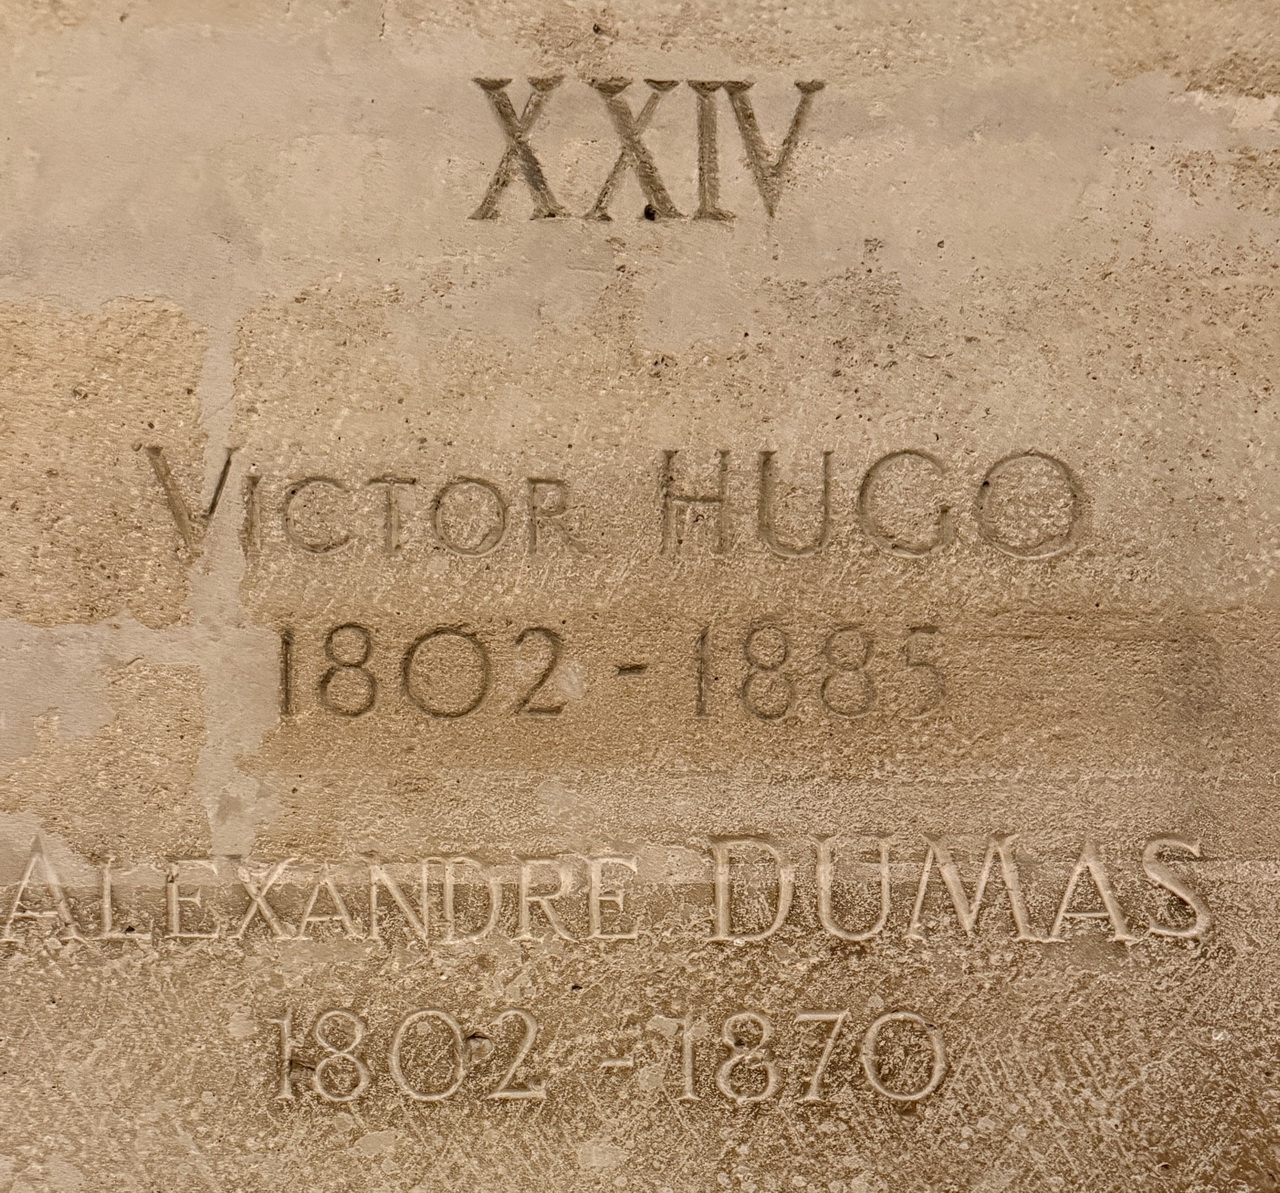 XXIV
VICTOR HUGO
1802 - 1885
ALEXANDRE DUMAS
1802 - 1870